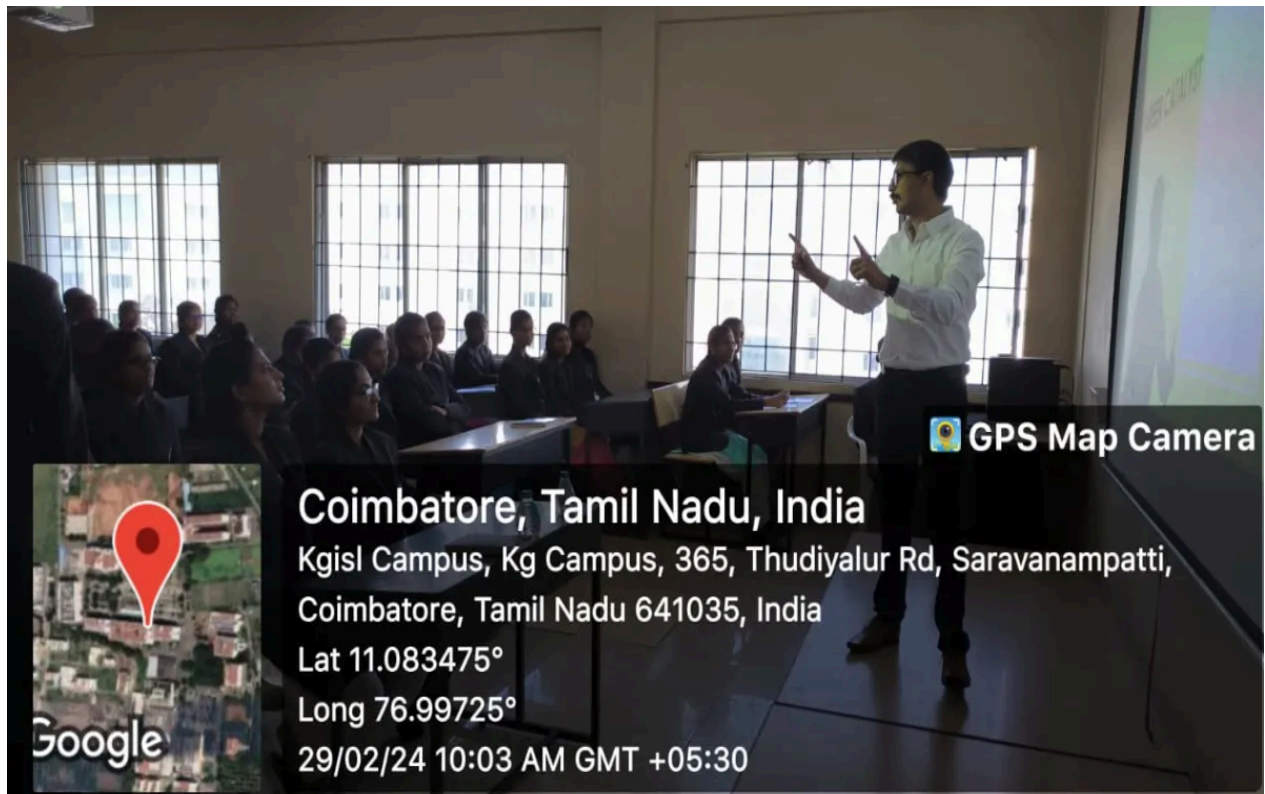 CATALYST
GPS Map Camera
Coimbatore, Tamil Nadu, India
Kgisl Campus, Kg Campus, 365, Thudiyalur Rd, Saravanampatti,
Coimbatore, Tamil Nadu 641035, India
Lat 11.083475°
Long 76.99725°
29/02/24 10:03 AM GMT +05:30
Google